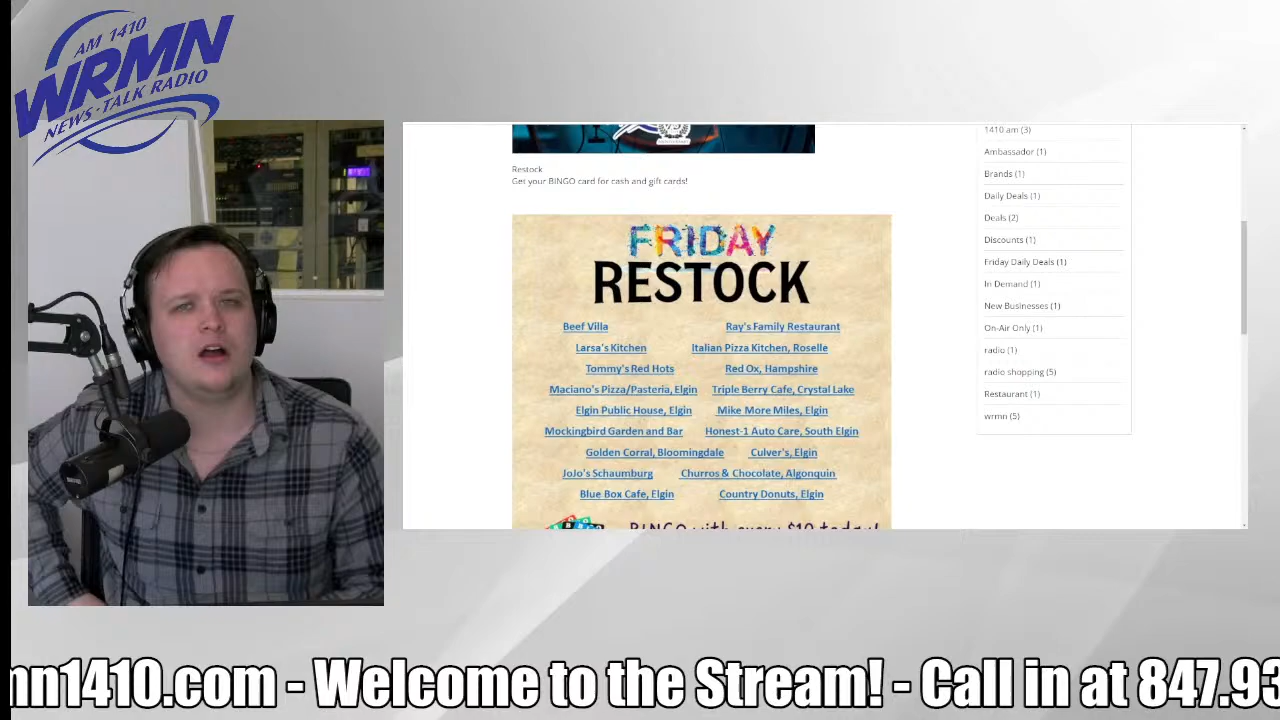 AM 1410
WRMN
NEWS·TALK RADIO
Restock
Get your BINGO card for cash and gift cards!
FRIDAY
RESTOCK
Beef Villa Ray's Family Restaurant
Larsa's Kitchen Italian Pizza Kitchen, Roselle
Tommy's Red Hots Red Ox, Hampshire
Maciano's Pizza/Pasteria, Elgin Triple Berry Cafe, Crystal Lake
Elgin Public House, Elgin Mike More Miles, Elgin
Mockingbird Garden and Bar Honest-1 Auto Care, South Elgin
Golden Corral, Bloomingdale Culver's, Elgin
JoJo's Schaumburg Churros & Chocolate, Algonquin
Blue Box Cafe, Elgin Country Donuts, Elgin
BINGO with every $10 today!
1410 am (3)
Ambassador (1)
Brands (1)
Daily Deals (1)
Deals (2)
Discounts (1)
Friday Daily Deals (1)
In Demand (1)
New Businesses (1)
On-Air Only (1)
radio (1)
radio shopping (5)
Restaurant (1)
wrmn (5)
mn1410.com - Welcome to the Stream! - Call in at 847.93